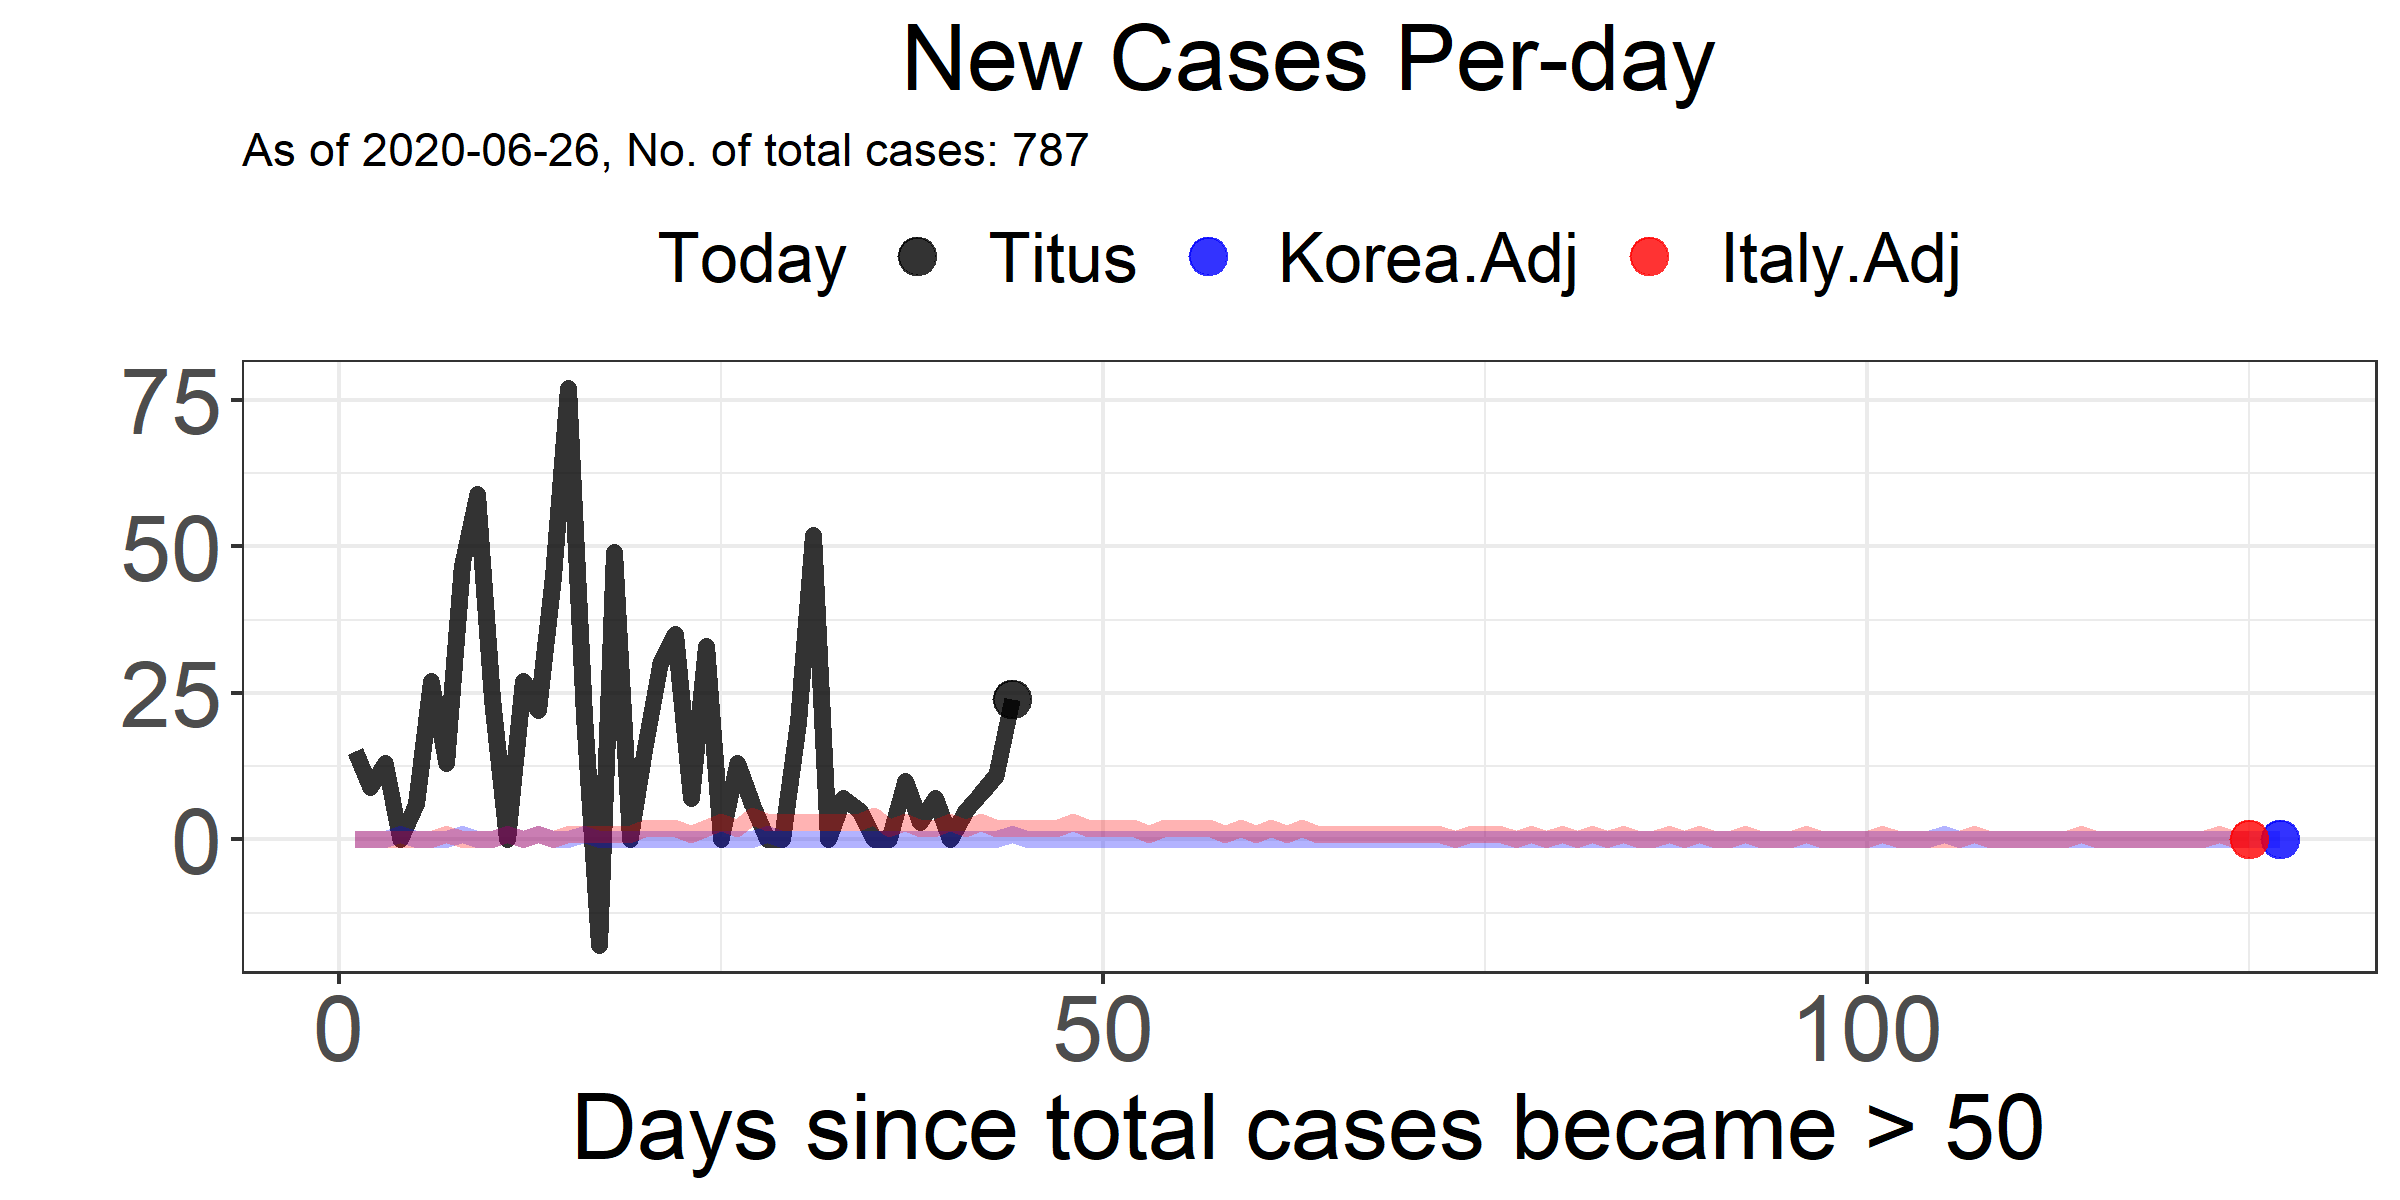 New Cases Per-day
As of 2020-06-26, No. of total cases: 787
Today Titus Korea.Adj Italy.Adj
75
50
25
0
0 50 100
Days since total cases became > 50